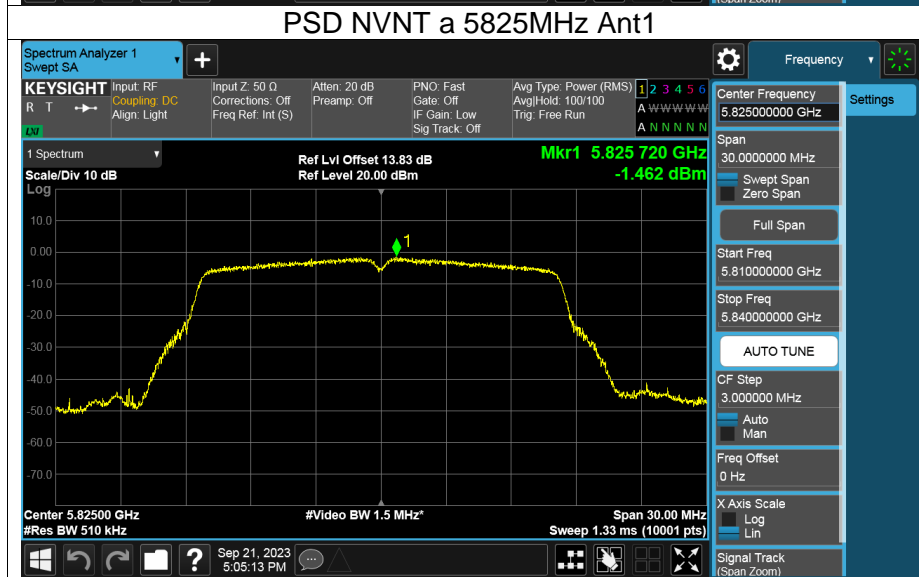 (Span Zoom)
PSD NVNT a 5825MHz Ant1
Spectrum Analyzer 1
Swept SA
+
Frequency
KEYSIGHT
R T
LXI
Input: RF
Coupling: DC
Align: Light
Input Z: 50 Ω
Corrections: Off
Freq Ref: Int (S)
Atten: 20 dB
Preamp: Off
PNO: Fast
Gate: Off
IF Gain: Low
Sig Track: Off
Avg Type: Power (RMS)
Avg|Hold: 100/100
Trig: Free Run
1 2 3 4 5 6
A W W W W W
A N N N N N
Center Frequency
5.825000000 GHz
Settings
Span
30.0000000 MHz
Swept Span
Zero Span
Full Span
Start Freq
5.810000000 GHz
Stop Freq
5.840000000 GHz
AUTO TUNE
CF Step
3.000000 MHz
Auto
Man
Freq Offset
0 Hz
X Axis Scale
Log
Lin
Signal Track
(Span Zoom)
1 Spectrum
Scale/Div 10 dB
Log
Ref Lvl Offset 13.83 dB
Ref Level 20.00 dBm
Mkr1 5.825 720 GHz
-1.462 dBm
1
10.0
0.00
-10.0
-20.0
-30.0
-40.0
-50.0
-60.0
-70.0
Center 5.82500 GHz
#Res BW 510 kHz
#Video BW 1.5 MHz*
Span 30.00 MHz
Sweep 1.33 ms (10001 pts)
?
Sep 21, 2023
5:05:13 PM